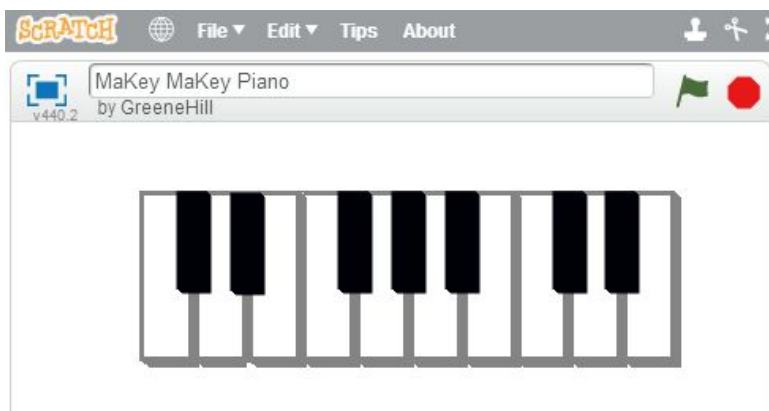 SCRATCH File Edit Tips About
MaKey MaKey Piano
by GreeneHill
v440.2